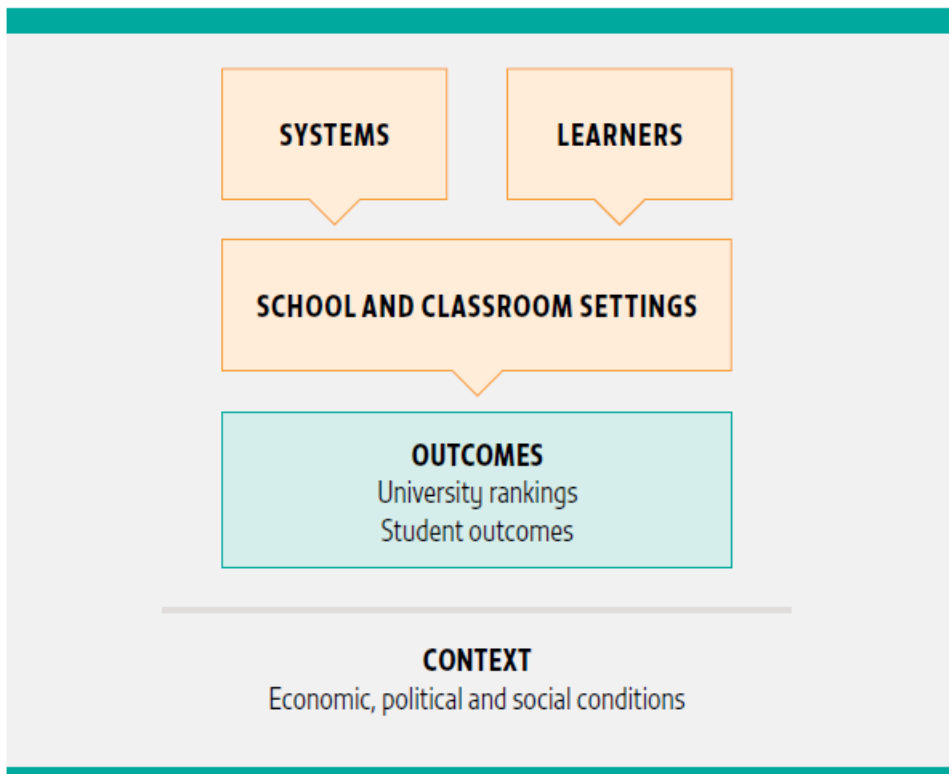 SYSTEMS
LEARNERS
SCHOOL AND CLASSROOM SETTINGS
OUTCOMES
University rankings
Student outcomes
CONTEXT
Economic, political and social conditions